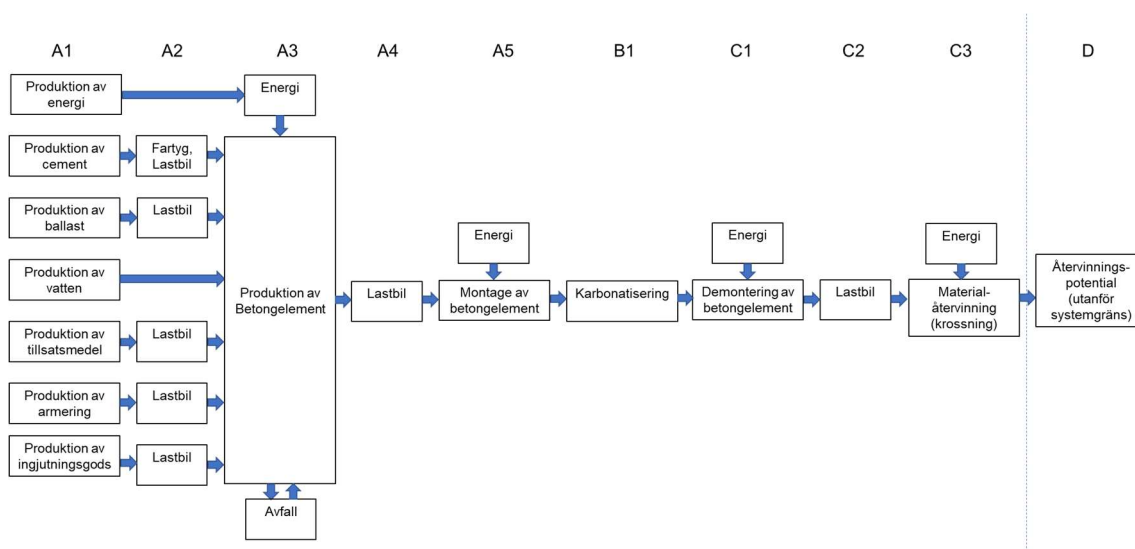 A1 A2 A3 A4 A5 B1 C1 C2 C3 D
Produktion av
energi
Energi
Produktion av
cement
Fartyg,
Lastbil
Produktion av
ballast
Lastbil
Produktion av
vatten
Produktion av
tillsatsmedel
Lastbil
Produktion av
armering
Lastbil
Produktion av
ingjutningsgods
Lastbil
Produktion av
Betongelement
Avfall
Lastbil
Energi
Montage av
betongelement
Karbonatisering
Energi
Demontering av
betongelement
Lastbil
Energi
Material-
återvinning
(krossning)
Återvinnings-
potential
(utanför
systemgräns)